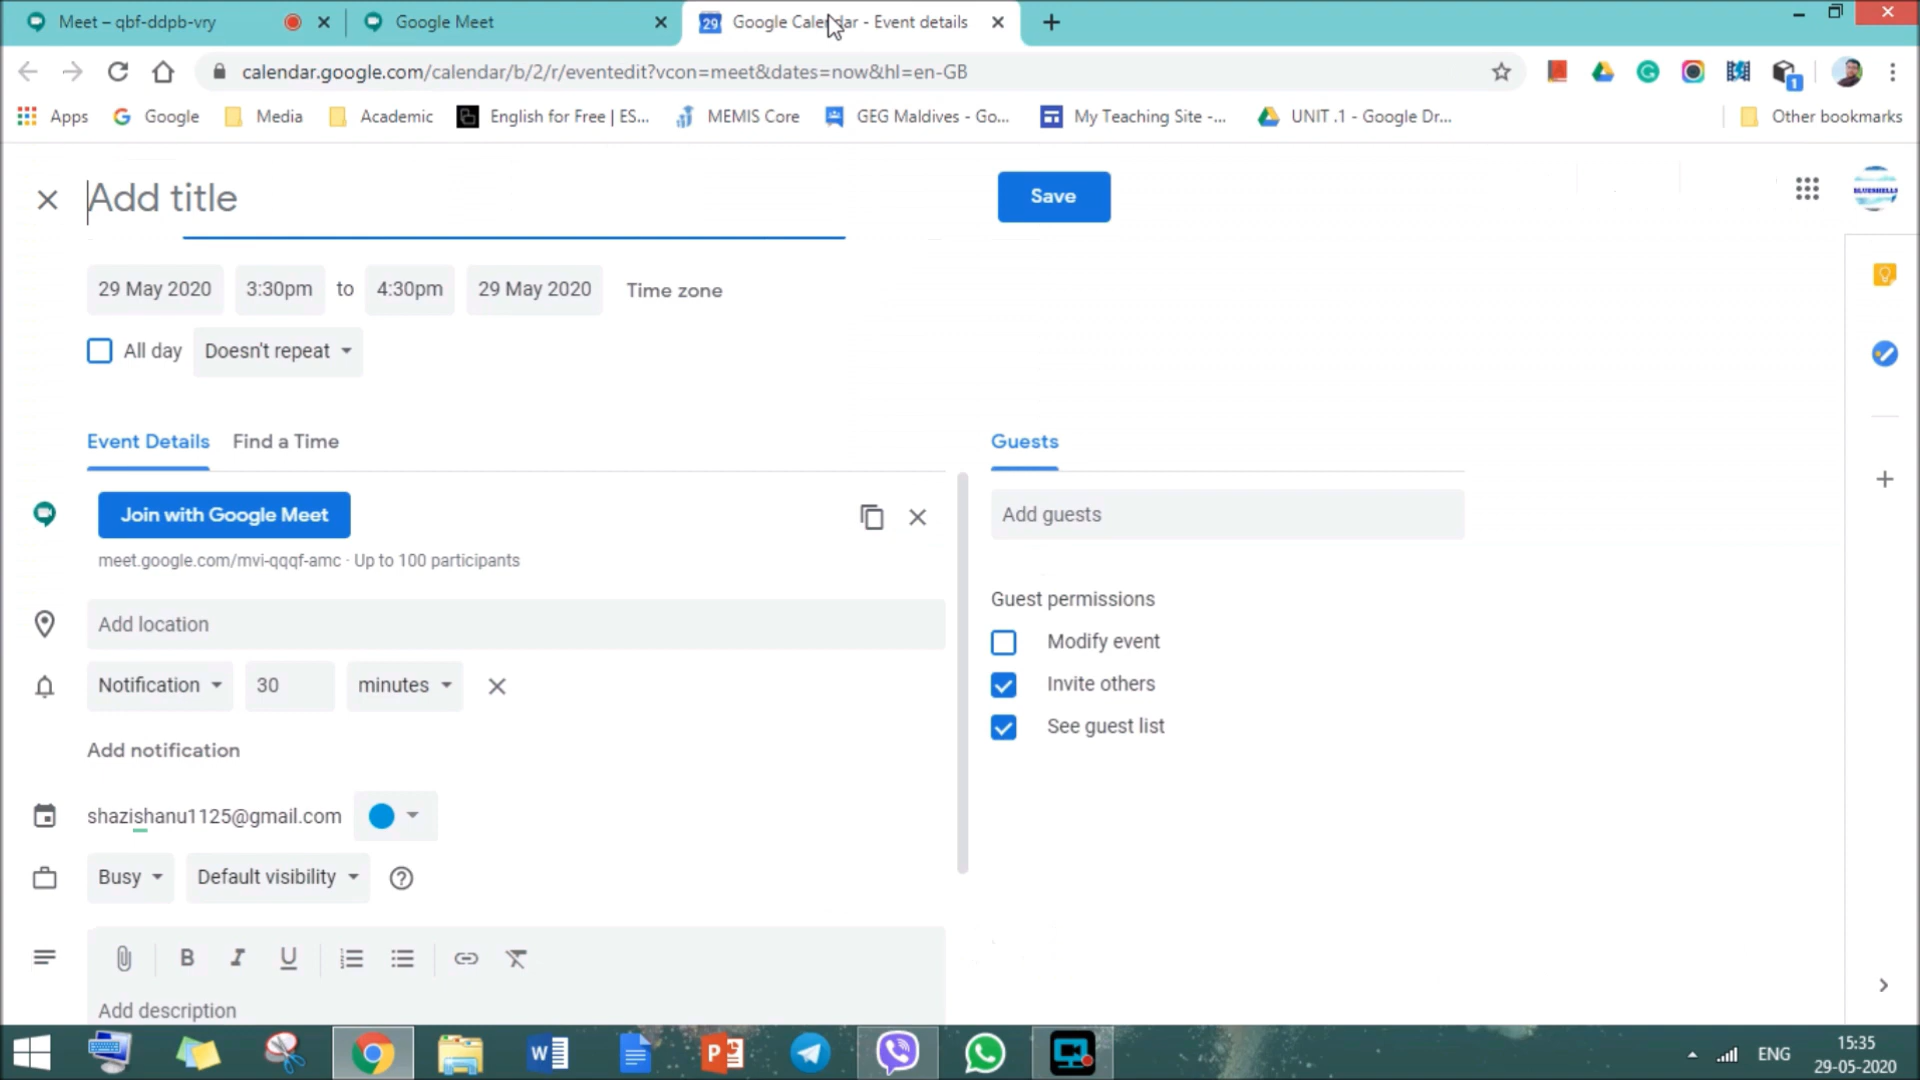 Meet – qbf-ddpb-vry
Google Meet
29
Google Calendar - Event details
calendar.google.com/calendar/b/2/r/eventedit?vcon=meet&dates=now&hl=en-GB
1
Apps
Google
Media
Academic
English for Free | ES...
MEMIS Core
GEG Maldives - Go...
My Teaching Site -...
UNIT .1 - Google Dr...
Other bookmarks
Add title
Save
BLUESHELLS
29 May 2020
3:30pm
to
4:30pm
29 May 2020
Time zone
All day
Doesn't repeat
Event Details
Find a Time
Guests
Join with Google Meet
meet.google.com/mvi-qqqf-amc · Up to 100 participants
Add guests
Add location
Guest permissions
Modify event
Invite others
See guest list
Notification
30
minutes
Add notification
shazishanu1125@gmail.com
Busy
Default visibility
B
I
U
Add description
ENG
15:35
29-05-2020